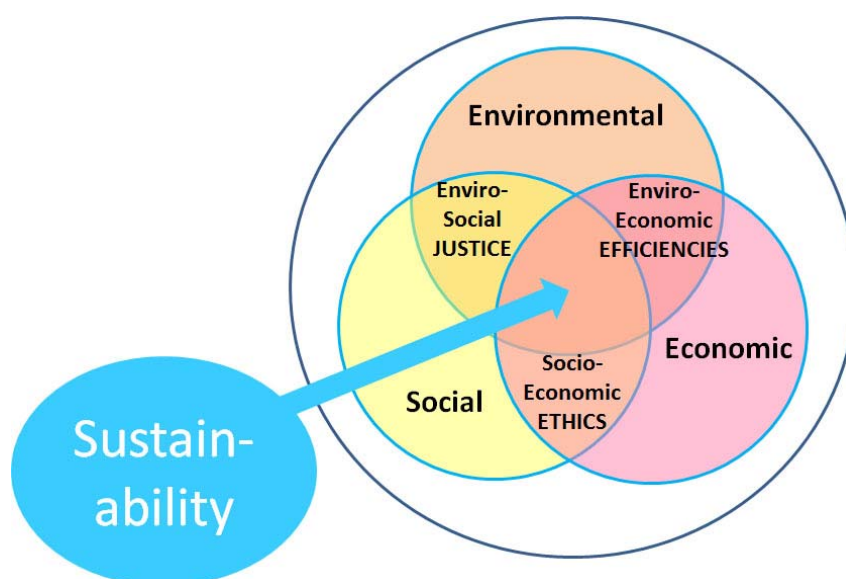 Environmental
Enviro-
Social
JUSTICE
Enviro-
Economic
EFFICIENCIES
Economic
Socio-
Economic
ETHICS
Social
Sustain-
ability